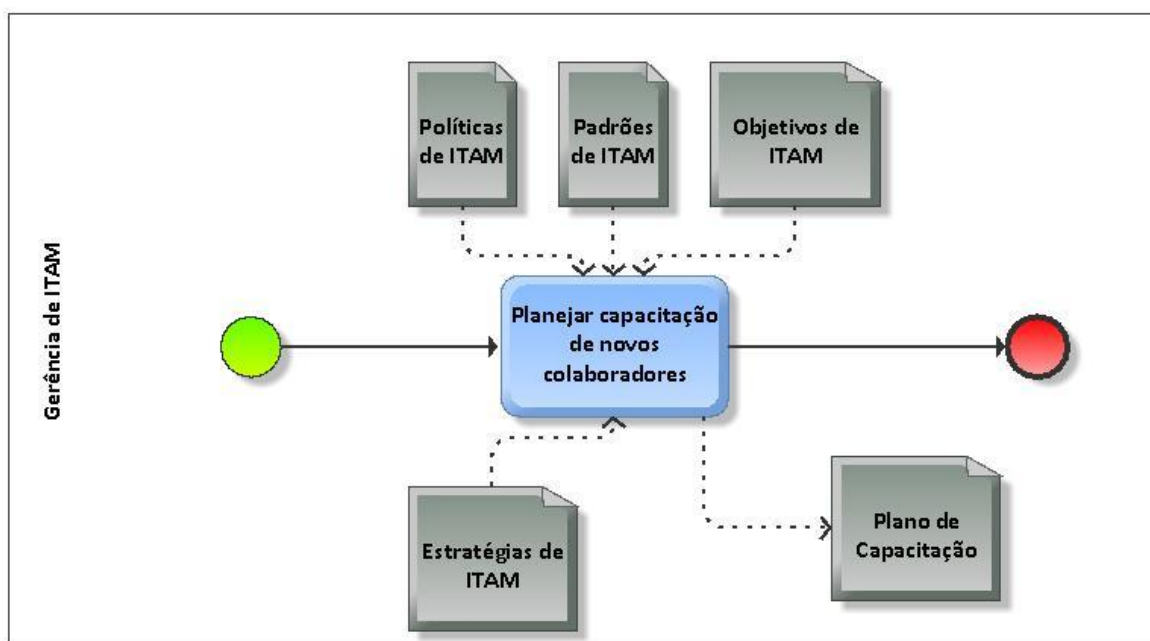 Políticas
de ITAM
Padrões
de ITAM
Objetivos de
ITAM
Gerência de ITAM
Planejar capacitação
de novos
colaboradores
Estratégias de
ITAM
Plano de
Capacitação